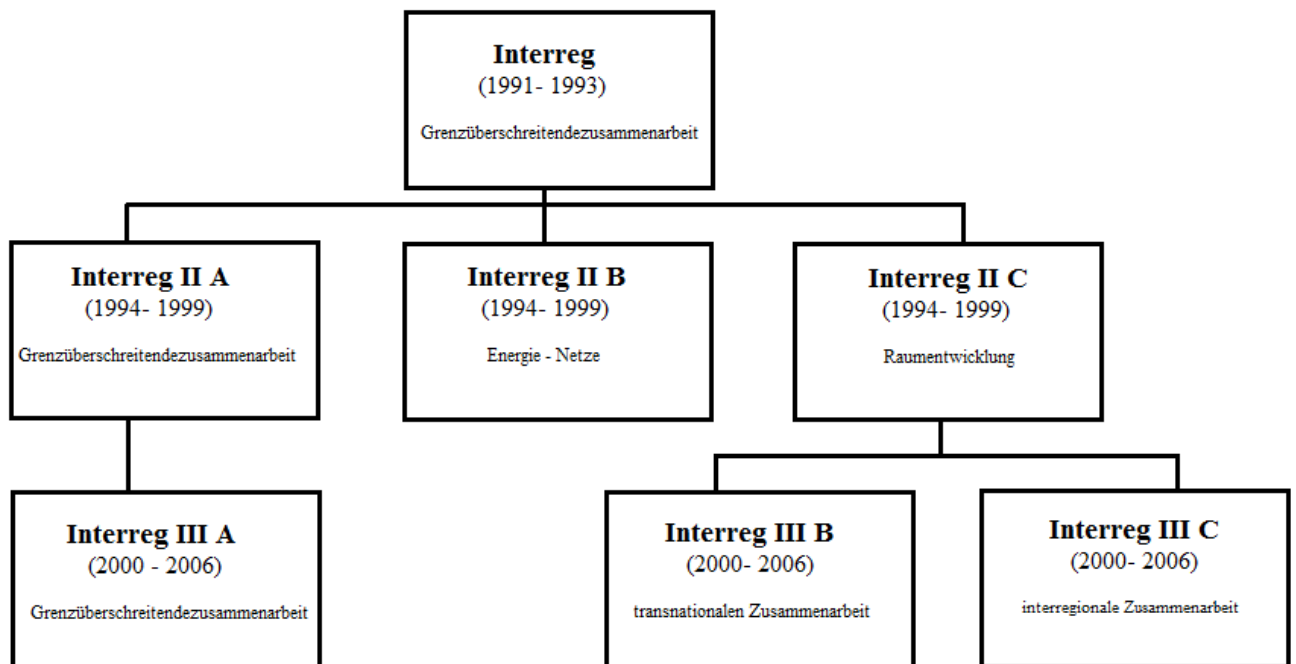 Interreg
(1991- 1993)
Grenzüberschreitendezusammenarbeit
Interreg II A
(1994- 1999)
Grenzüberschreitendezusammenarbeit
Interreg II B
(1994- 1999)
Energie - Netze
Interreg II C
(1994- 1999)
Raumentwicklung
Interreg III A
(2000 - 2006)
Grenzüberschreitendezusammenarbeit
Interreg III B
(2000- 2006)
transnationalen Zusammenarbeit
Interreg III C
(2000- 2006)
interregionale Zusammenarbeit